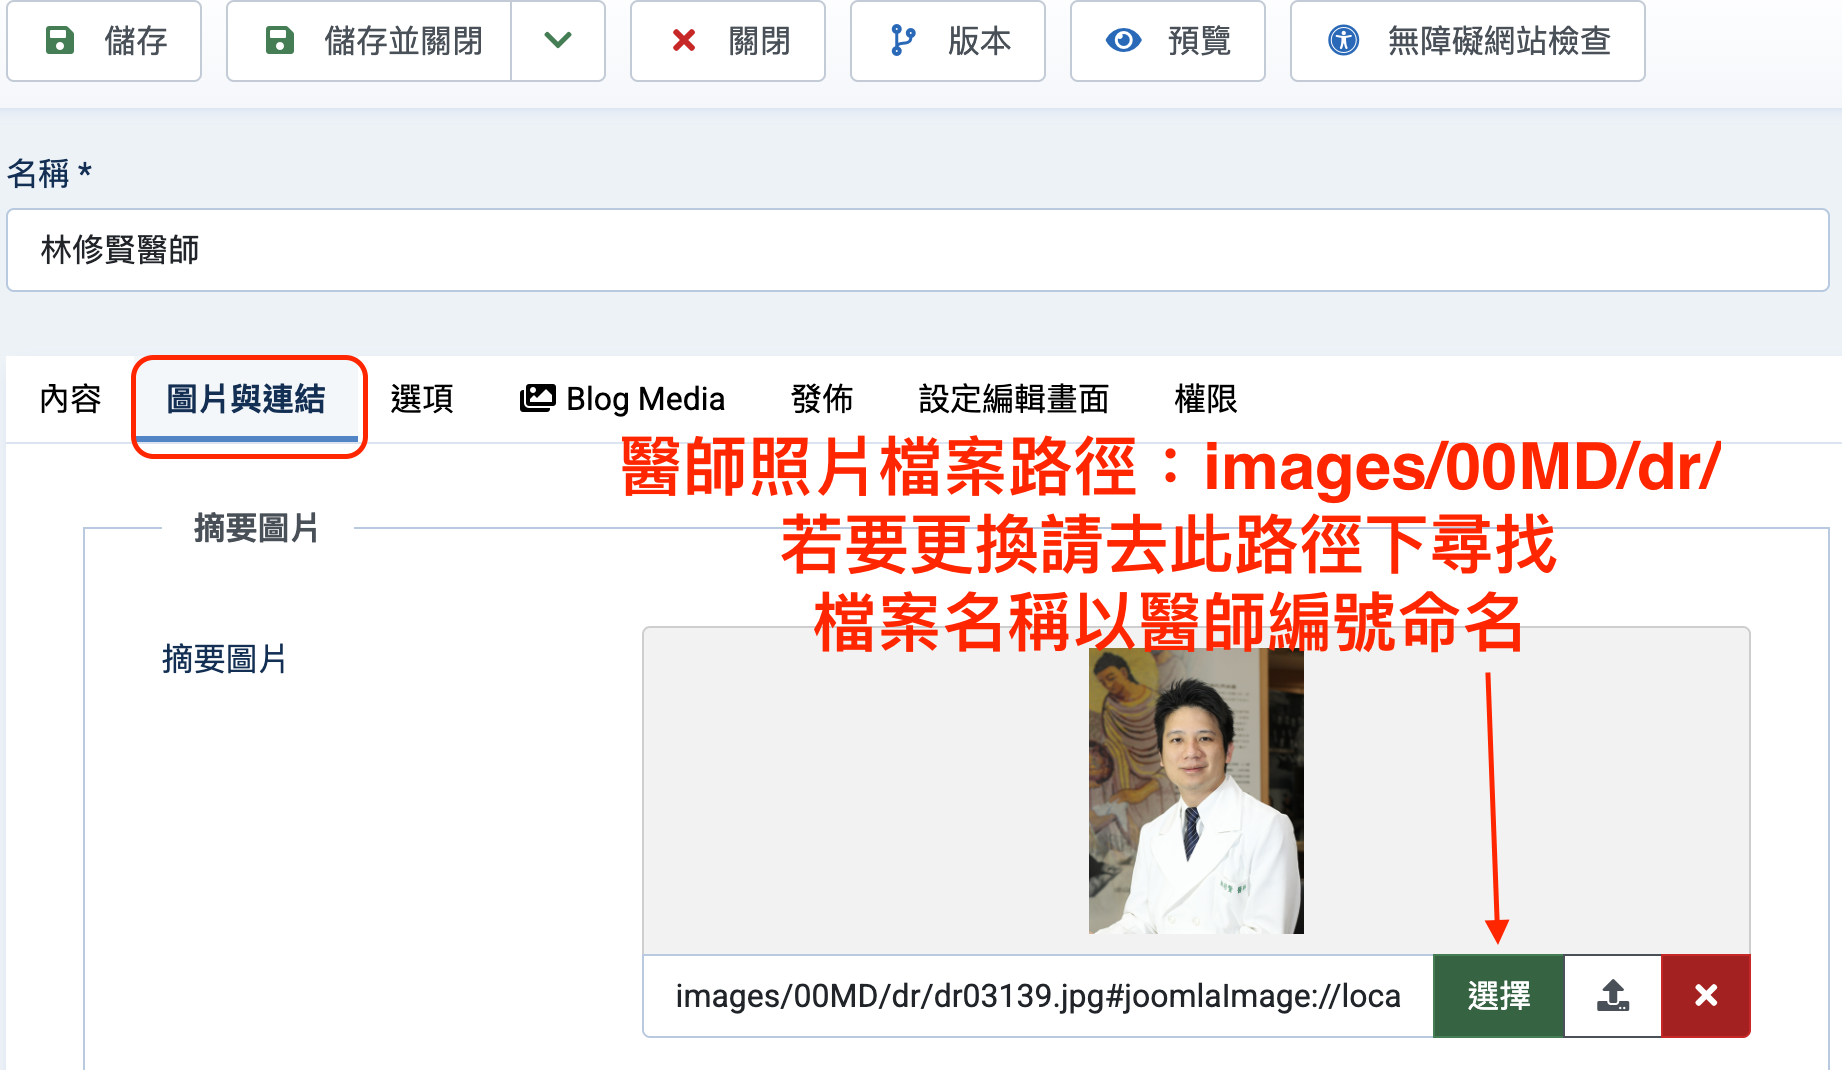 儲存
儲存並關閉
關閉
版本
預覽
無障礙網站檢查
名稱 *
林修賢醫師
內容
圖片與連結
選項
Blog Media
發佈
設定編輯畫面
權限
醫師照片檔案路徑：images/00MD/dr/
若要更換請去此路徑下尋找
檔案名稱以醫師編號命名
摘要圖片
摘要圖片
images/00MD/dr/dr03139.jpg#joomlaImage://loca
選擇